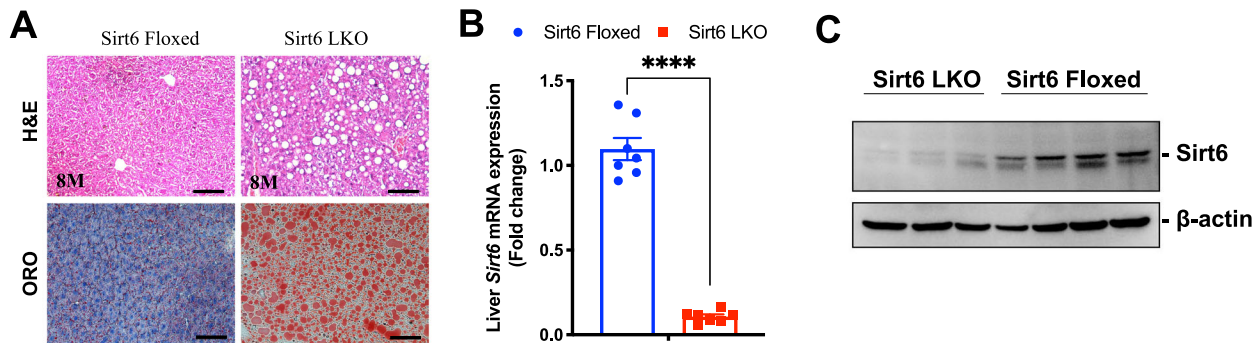 A
Sirt6 Floxed
Sirt6 LKO
H&E
8M
8M
ORO
B
Sirt6 Floxed
Sirt6 LKO
****
Liver Sirt6 mRNA expression
(Fold change)
1.5
1.0
0.5
0.0
C
Sirt6 LKO
Sirt6 Floxed
- Sirt6
- β-actin